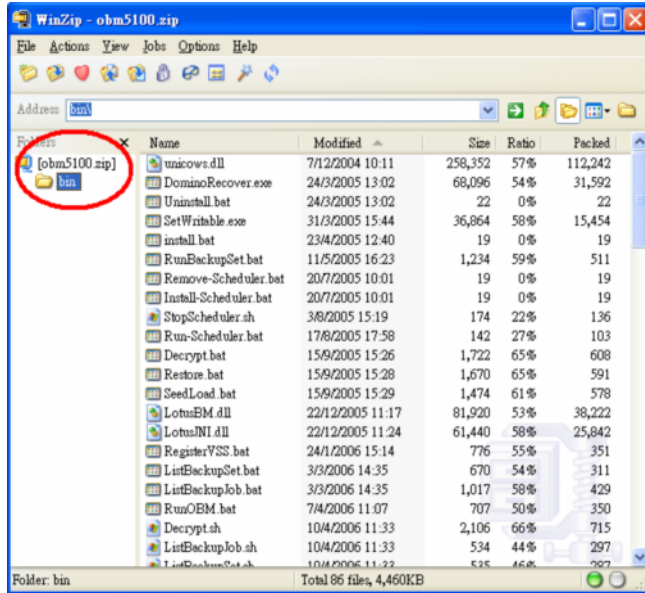 WinZip - obm5100.zip
File Actions View Jobs Options Help
Address bin\
Folders x Name Modified Size Ratio Packed
[obm5100.zip]
bin
unicows.dll 7/12/2004 10:11 258,352 57% 112,242
DominoRecover.exe 24/3/2005 13:02 68,096 54% 31,592
Uninstall.bat 24/3/2005 13:02 22 0% 22
SetWritable.exe 31/3/2005 15:44 36,864 58% 15,454
install.bat 23/4/2005 12:40 19 0% 19
RunBackupSet.bat 11/5/2005 16:23 1,234 59% 511
Remove-Scheduler.bat 20/7/2005 10:01 19 0% 19
Install-Scheduler.bat 20/7/2005 10:01 19 0% 19
StopScheduler.sh 3/8/2005 15:19 174 22% 136
Run-Scheduler.bat 17/8/2005 17:58 142 27% 103
Decrypt.bat 15/9/2005 15:26 1,722 65% 608
Restore.bat 15/9/2005 15:28 1,670 65% 591
SeedLoad.bat 15/9/2005 15:29 1,474 61% 578
LotusBM.dll 22/12/2005 11:17 81,920 53% 38,222
LotusJNI.dll 22/12/2005 11:24 61,440 58% 25,842
RegisterVSS.bat 24/1/2006 15:14 776 55% 351
ListBackupSet.bat 3/3/2006 14:35 670 54% 311
ListBackupJob.bat 3/3/2006 14:35 1,017 58% 429
RunOBM.bat 7/4/2006 11:07 707 50% 350
Decrypt.sh 10/4/2006 11:33 2,106 66% 715
ListBackupJob.sh 10/4/2006 11:33 534 44% 297
ListBackupSet.sh 10/4/2006 11:33 535 46% 287
Folder: bin Total 86 files, 4,460KB